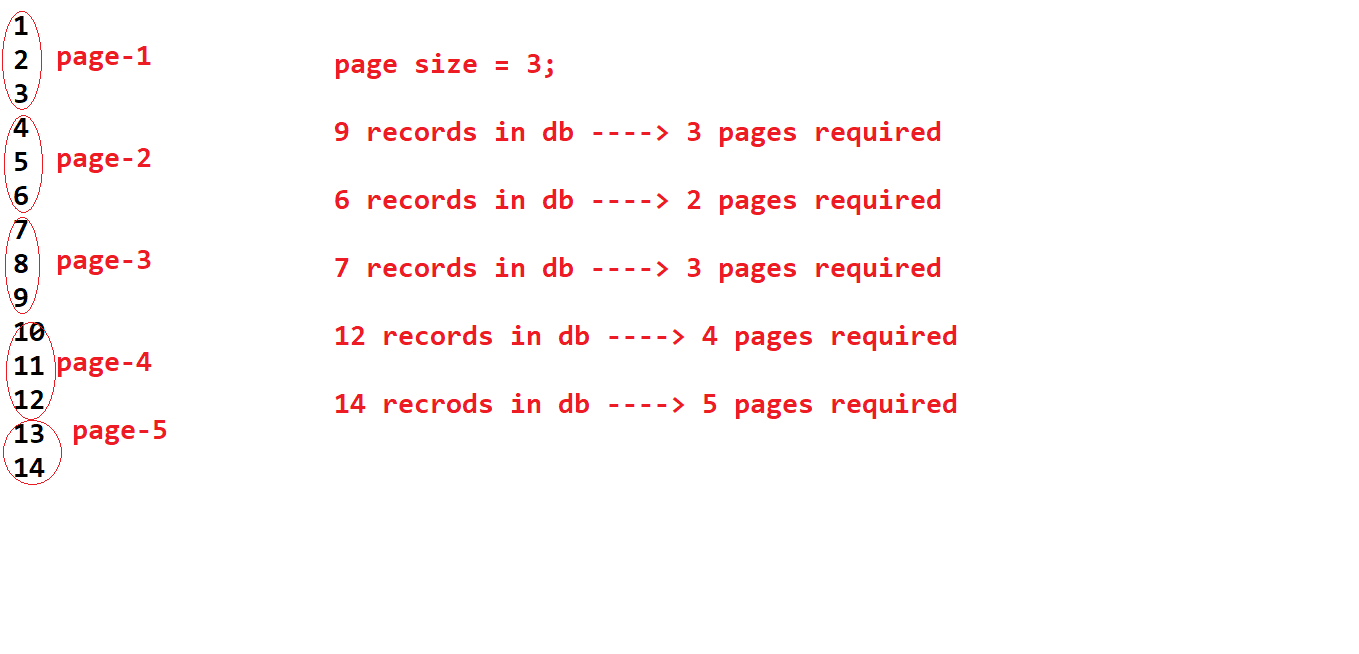 1
2
3
page-1
4
5
6
page-2
7
8
9
page-3
10
11
12
page-4
13
14
page-5
page size = 3;
9 records in db ----> 3 pages required
6 records in db ----> 2 pages required
7 records in db ----> 3 pages required
12 records in db ----> 4 pages required
14 recrods in db ----> 5 pages required